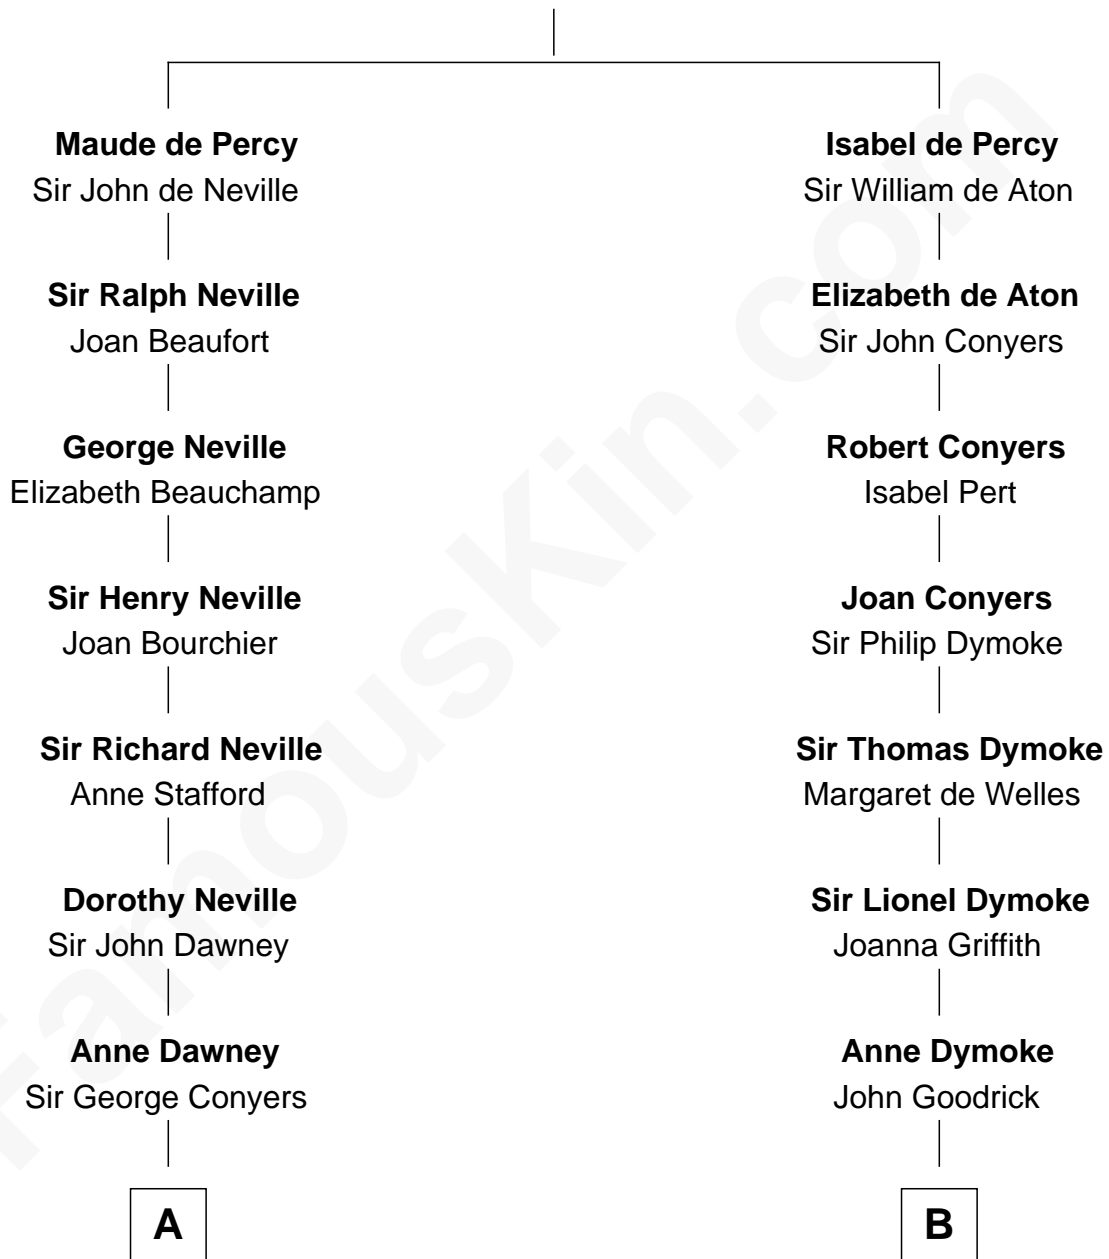 Maude de Percy
Sir John de Neville
Sir Ralph Neville
Joan Beaufort
George Neville
Elizabeth Beauchamp
Sir Henry Neville
Joan Bourchier
Sir Richard Neville
Anne Stafford
Dorothy Neville
Sir John Dawney
Anne Dawney
Sir George Conyers
A
Isabel de Percy
Sir William de Aton
Elizabeth de Aton
Sir John Conyers
Robert Conyers
Isabel Pert
Joan Conyers
Sir Philip Dymoke
Sir Thomas Dymoke
Margaret de Welles
Sir Lionel Dymoke
Joanna Griffith
Anne Dymoke
John Goodrick
B
FamousKin.com